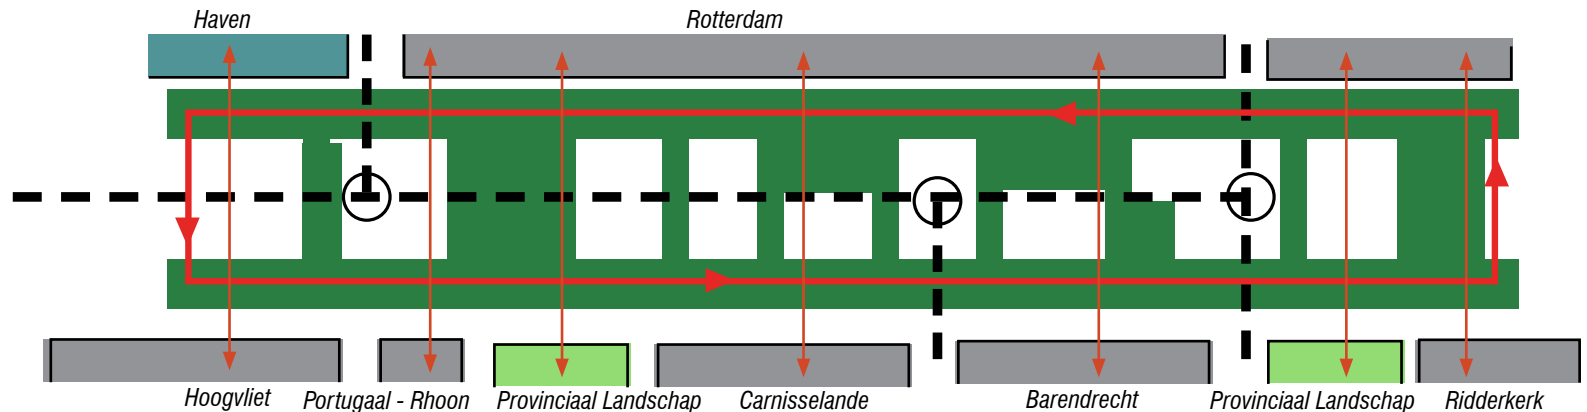 Haven
Rotterdam
Hoogvliet
Portugaal - Rhoon
Provinciaal Landschap
Carnisselande
Barendrecht
Provinciaal Landschap
Ridderkerk